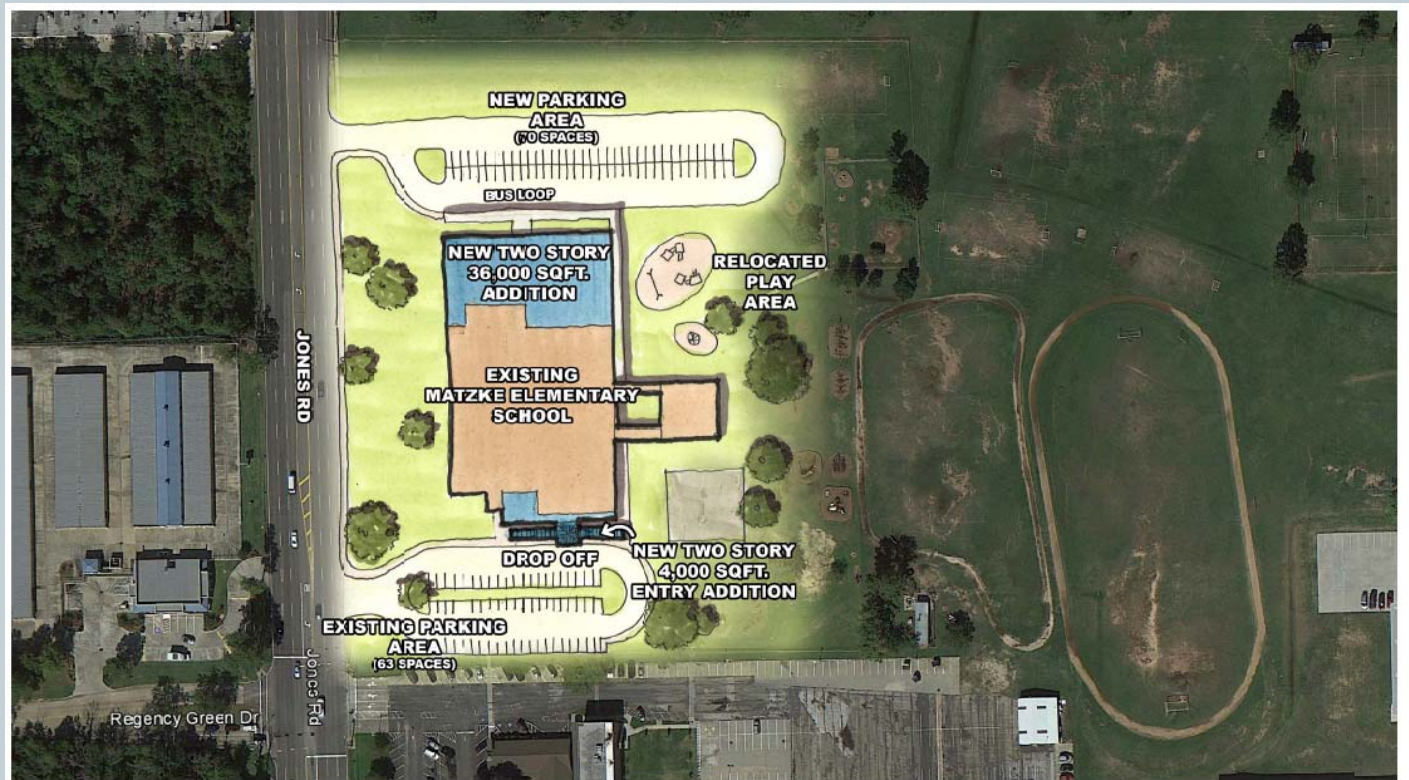 NEW PARKING
AREA
(70 SPACES)
BUS LOOP
NEW TWO STORY
36,000 SQFT.
ADDITION
RELOCATED
PLAY
AREA
JONES RD
EXISTING
MATZKE ELEMENTARY
SCHOOL
DROP OFF
NEW TWO STORY
4,000 SQFT.
ENTRY ADDITION
EXISTING PARKING
AREA
(63 SPACES)
Jones Rd
Regency Green Dr